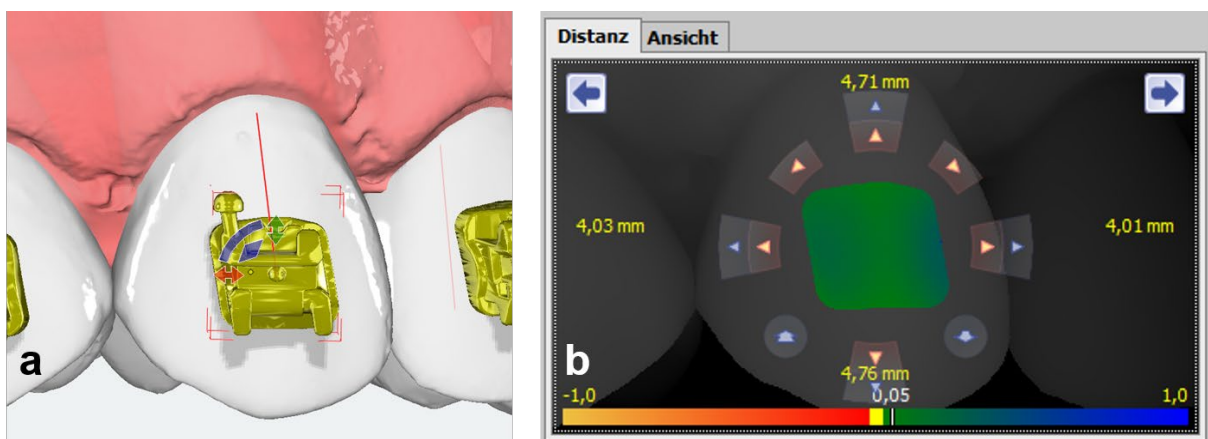 a
Distanz Ansicht
4,71 mm
4,03 mm
4,01 mm
b
4,76 mm
-1,0 0,05 1,0